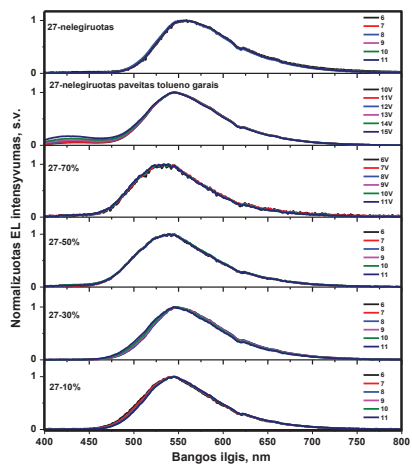 27-nelegiruotas
6
7
8
9
10
11
27-nelegiruotas paveitas tolueno garais
10V
11V
12V
13V
14V
15V
27-70%
6V
7V
8V
9V
10V
11V
27-50%
6
7
8
9
10
11
27-30%
6
7
8
9
10
11
27-10%
6
7
8
9
10
11
1
0
1
0
1
0
1
0
1
0
1
0
400 450 500 550 600 650 700 750 800
Normalizuotas EL intensyvumas, s.v.
Bangos ilgis, nm